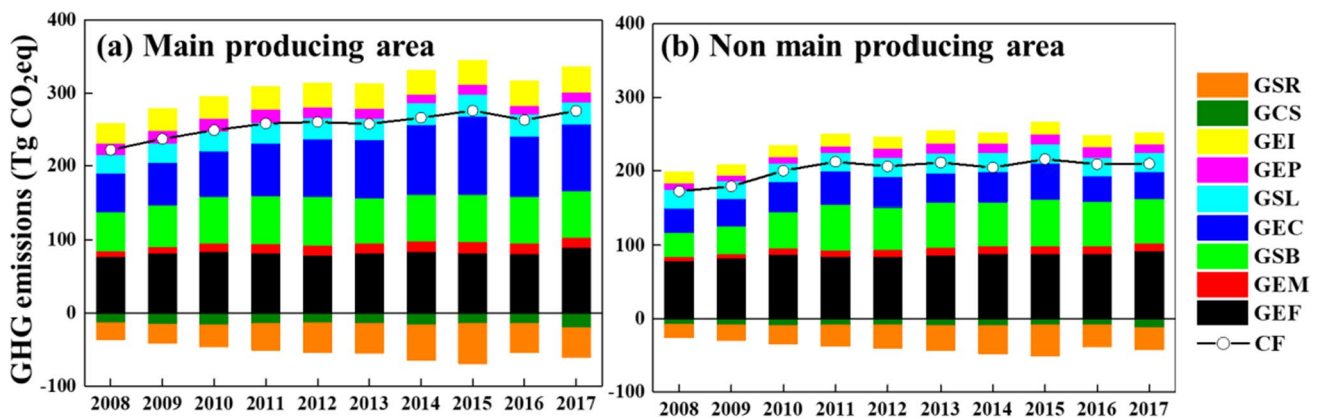 GHG emissions (Tg CO₂eq)
400
300
200
100
0
-100
(a) Main producing area
2008 2009 2010 2011 2012 2013 2014 2015 2016 2017
400
300
200
100
0
-100
(b) Non main producing area
2008 2009 2010 2011 2012 2013 2014 2015 2016 2017
GSR
GCS
GEI
GEP
GSL
GEC
GSB
GEM
GEF
CF